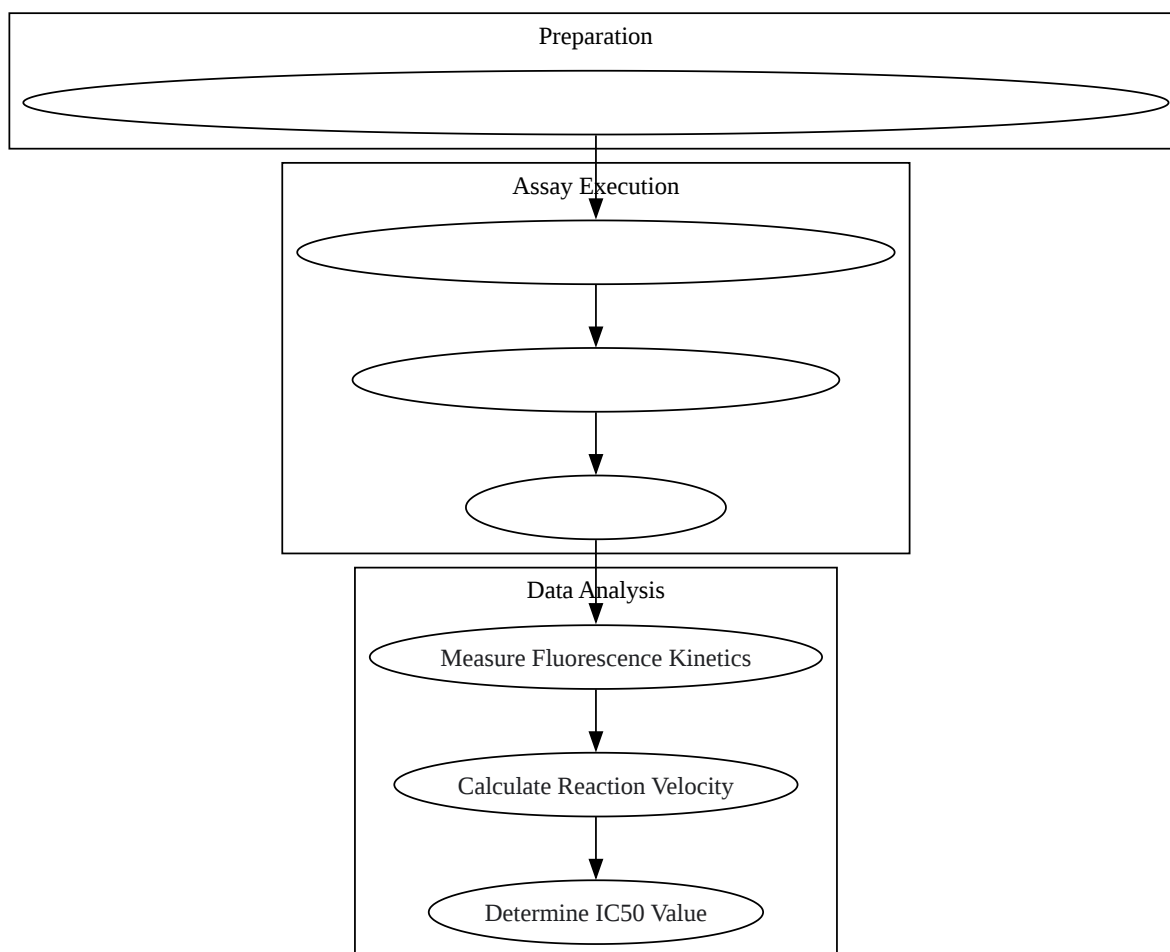 Preparation
Assay Execution
Data Analysis
Measure Fluorescence Kinetics
Calculate Reaction Velocity
Determine IC50 Value